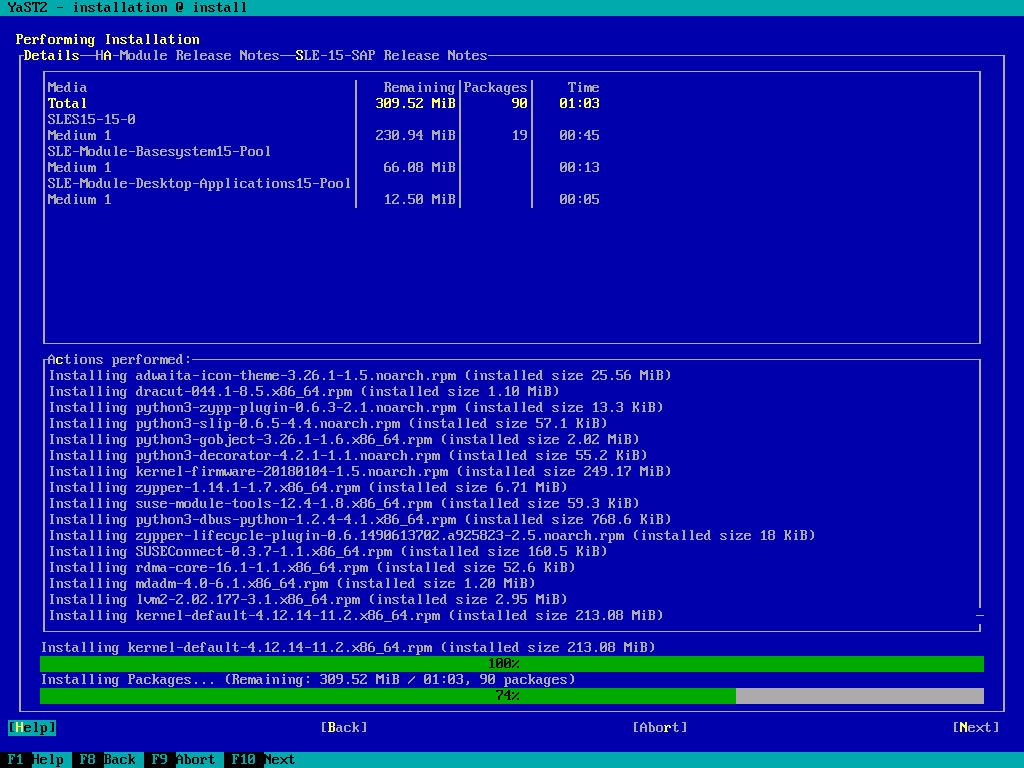 YaST2 - installation @ install
Performing Installation
Details HA-Module Release Notes SLE-15-SAP Release Notes
Media Remaining Packages Time
Total 309.52 MiB 90 01:03
SLES15-15-0
Medium 1 230.94 MiB 19 00:45
SLE-Module-Basesystem15-Pool
Medium 1 66.08 MiB 00:13
SLE-Module-Desktop-Applications15-Pool
Medium 1 12.50 MiB 00:05
Actions performed:
Installing adwaita-icon-theme-3.26.1-1.5.noarch.rpm (installed size 25.56 MiB)
Installing dracut-044.1-8.5.x86_64.rpm (installed size 1.10 MiB)
Installing python3-zypp-plugin-0.6.3-2.1.noarch.rpm (installed size 13.3 KiB)
Installing python3-slip-0.6.5-4.4.noarch.rpm (installed size 57.1 KiB)
Installing python3-gobject-3.26.1-1.6.x86_64.rpm (installed size 2.02 MiB)
Installing python3-decorator-4.2.1-1.1.noarch.rpm (installed size 55.2 KiB)
Installing kernel-firmware-20180104-1.5.noarch.rpm (installed size 249.17 MiB)
Installing zypper-1.14.1-1.7.x86_64.rpm (installed size 6.71 MiB)
Installing suse-module-tools-12.4-1.8.x86_64.rpm (installed size 59.3 KiB)
Installing python3-dbus-python-1.2.4-4.1.x86_64.rpm (installed size 768.6 KiB)
Installing zypper-lifecycle-plugin-0.6.1490613702.a925823-2.5.noarch.rpm (installed size 18 KiB)
Installing SUSEConnect-0.3.7-1.1.x86_64.rpm (installed size 160.5 KiB)
Installing rdma-core-16.1-1.1.x86_64.rpm (installed size 52.6 KiB)
Installing mdadm-4.0-6.1.x86_64.rpm (installed size 1.20 MiB)
Installing lvm2-2.02.177-3.1.x86_64.rpm (installed size 2.95 MiB)
Installing kernel-default-4.12.14-11.2.x86_64.rpm (installed size 213.08 MiB)
Installing kernel-default-4.12.14-11.2.x86_64.rpm (installed size 213.08 MiB)
100%
Installing Packages... (Remaining: 309.52 MiB / 01:03, 90 packages)
74%
[Help] [Back] [Abort] [Next]
F1 Help F8 Back F9 Abort F10 Next